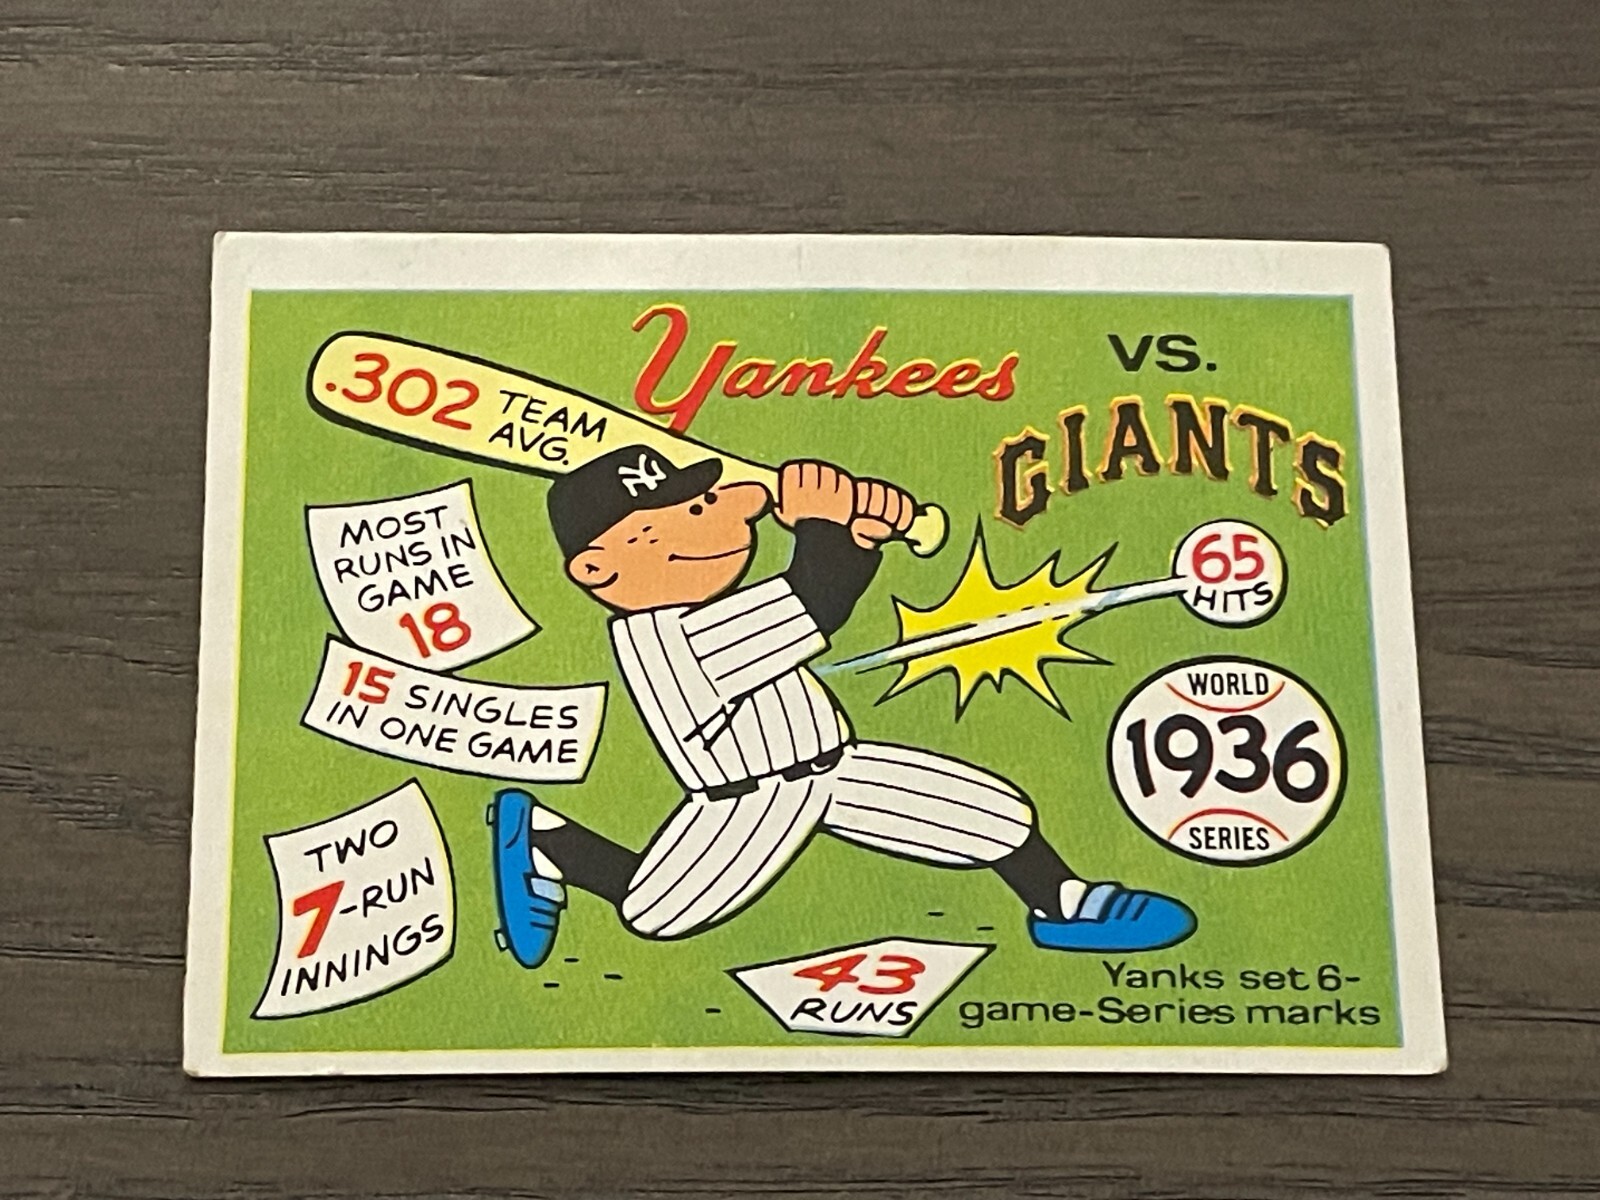 Yankees
VS.
GIANTS
.302 TEAM
AVG.
NY
MOST
RUNS IN
GAME
18
15 SINGLES
IN ONE GAME
TWO
7-RUN
INNINGS
65
HITS
WORLD
1936
SERIES
43
RUNS
Yanks set 6-
game-Series marks